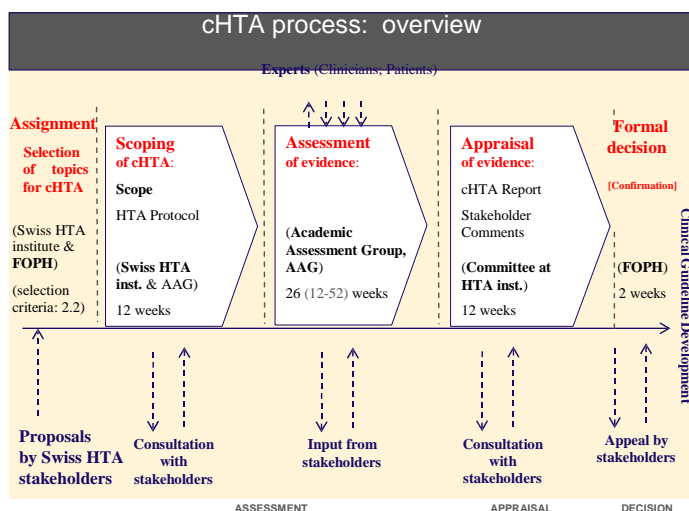 cHTA process: overview
Experts (Clinicians; Patients)
Assignment
Selection
of topics
for cHTA
(Swiss HTA
institute &
FOPH)
(selection
criteria: 2.2)
Scoping
of cHTA:
Scope
HTA Protocol
(Swiss HTA
inst. & AAG)
12 weeks
Assessment
of evidence:
(Academic
Assessment Group,
AAG)
26 (12-52) weeks
Appraisal
of evidence:
cHTA Report
Stakeholder
Comments
(Committee at
HTA inst.)
12 weeks
Formal
decision
[Confirmation]
(FOPH)
2 weeks
Clinical Guideline Development
Proposals
by Swiss HTA
stakeholders
Consultation
with
stakeholders
Input from
stakeholders
Consultation
with
stakeholders
Appeal by
stakeholders
ASSESSMENT
APPRAISAL
DECISION